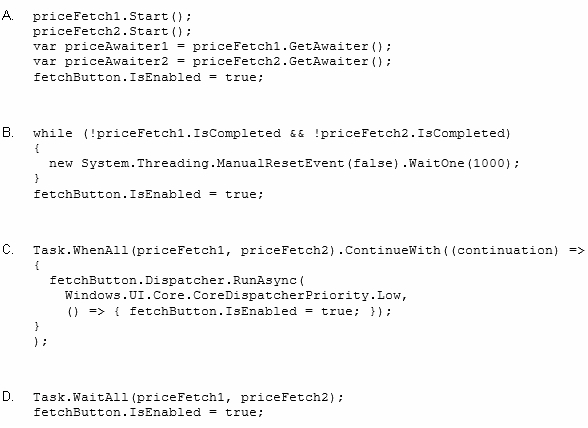 A. priceFetch1.Start();
priceFetch2.Start();
var priceAwaiter1 = priceFetch1.GetAwaiter();
var priceAwaiter2 = priceFetch2.GetAwaiter();
fetchButton.IsEnabled = true;
B. while (!priceFetch1.IsCompleted && !priceFetch2.IsCompleted)
{
new System.Threading.ManualResetEvent(false).WaitOne(1000);
}
fetchButton.IsEnabled = true;
C. Task.WhenAll(priceFetch1, priceFetch2).ContinueWith((continuation) =>
{
fetchButton.Dispatcher.RunAsync(
Windows.UI.Core.CoreDispatcherPriority.Low,
() => { fetchButton.IsEnabled = true; });
}
);
D. Task.WaitAll(priceFetch1, priceFetch2);
fetchButton.IsEnabled = true;